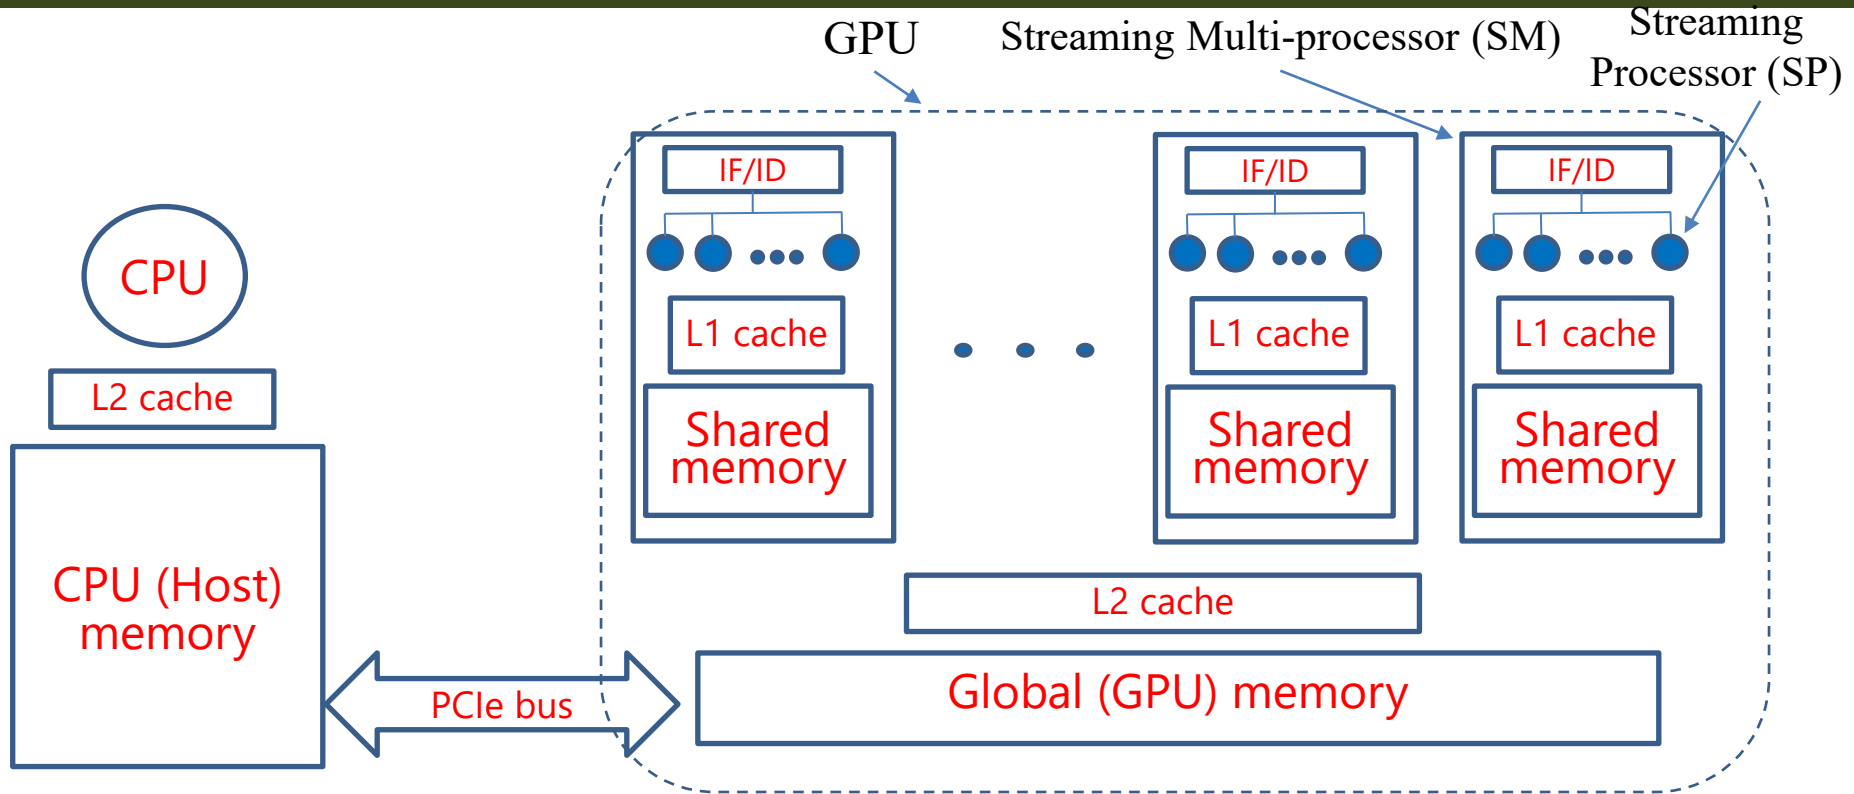 GPU
Streaming Multi-processor (SM)
Streaming
Processor (SP)
IF/ID
IF/ID
IF/ID
CPU
L1 cache
L1 cache
L1 cache
L2 cache
Shared
memory
Shared
memory
Shared
memory
CPU (Host)
memory
L2 cache
PCIe bus
Global (GPU) memory